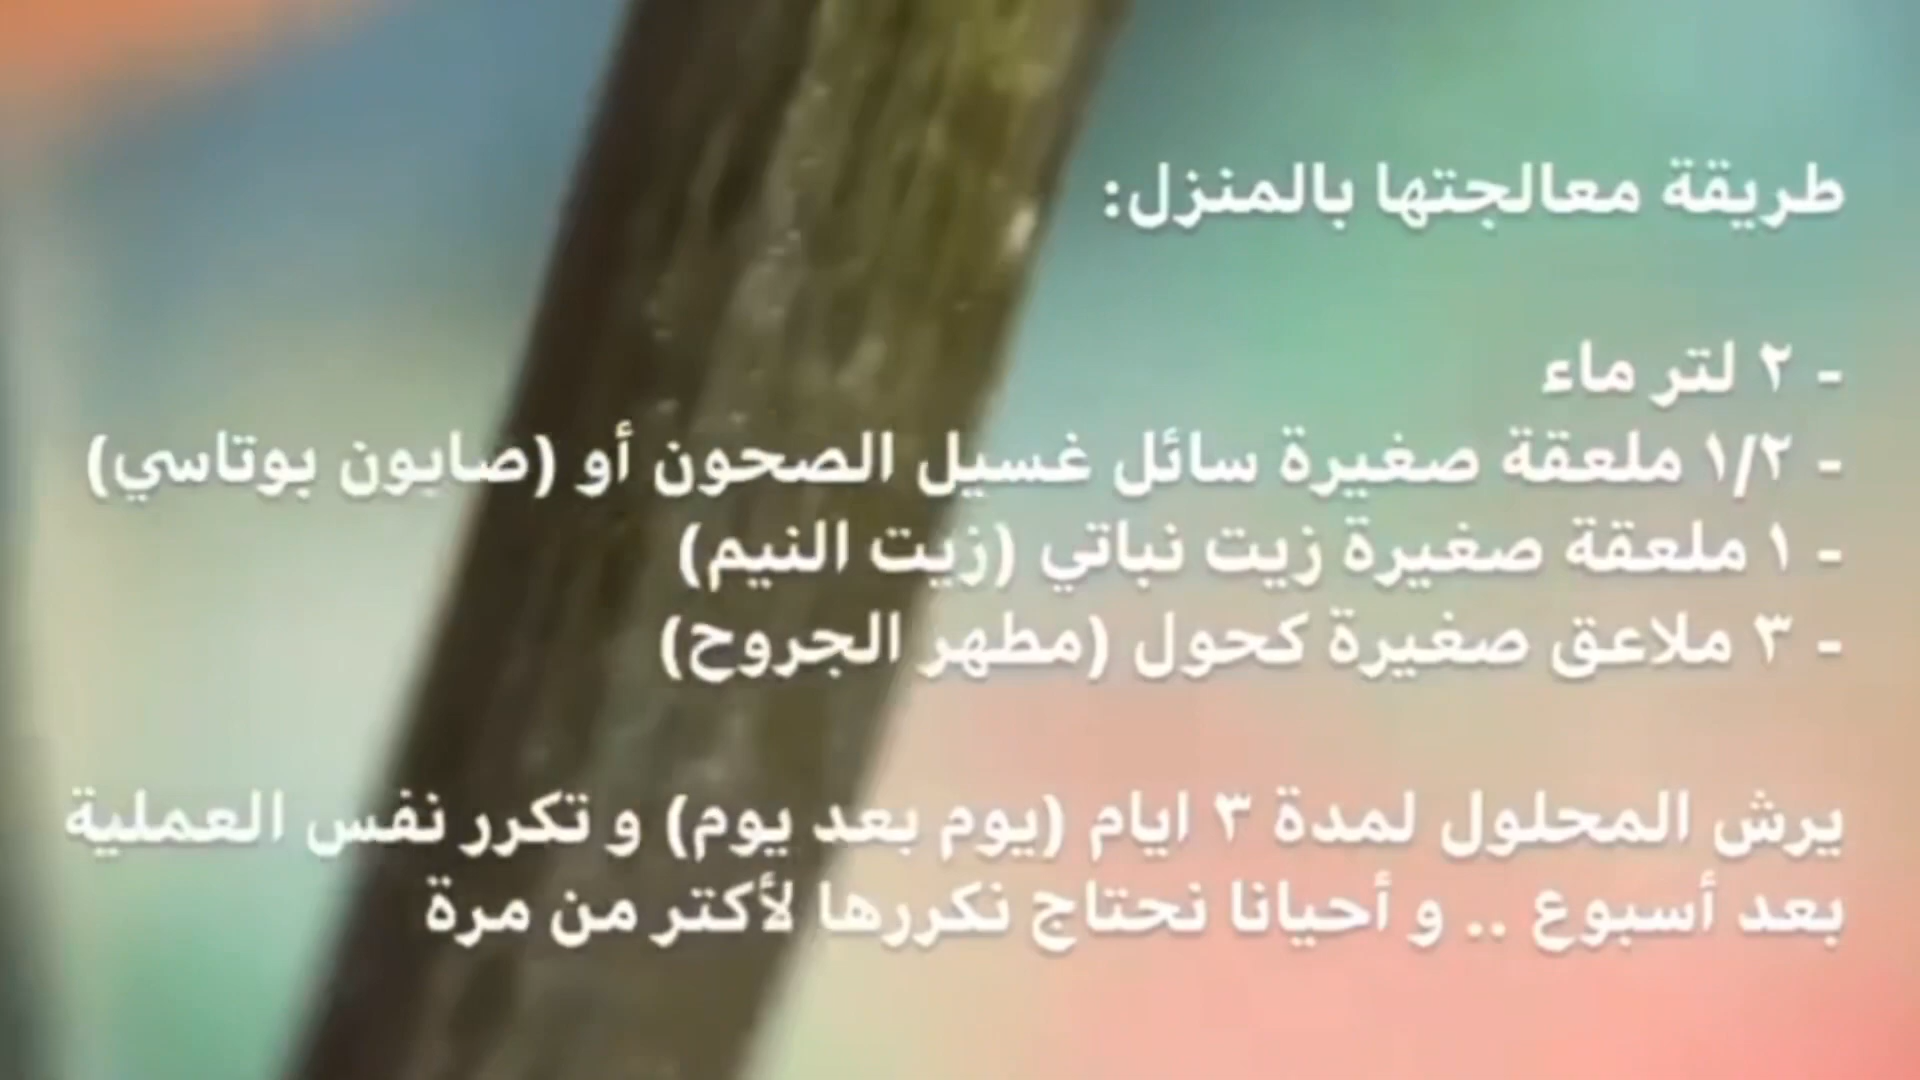 طريقة معالجتها بالمنزل:
- ٢ لتر ماء
- ١/٢ ملعقة صغيرة سائل غسيل الصحون أو (صابون بوتاسي)
- ١ ملعقة صغيرة زيت نباتي (زيت النيم)
- ٣ ملاعق صغيرة كحول (مطهر الجروح)
يرش المحلول لمدة ٣ ايام (يوم بعد يوم) و تكرر نفس العملية
بعد أسبوع .. و أحيانا نحتاج نكررها لأكتر من مرة